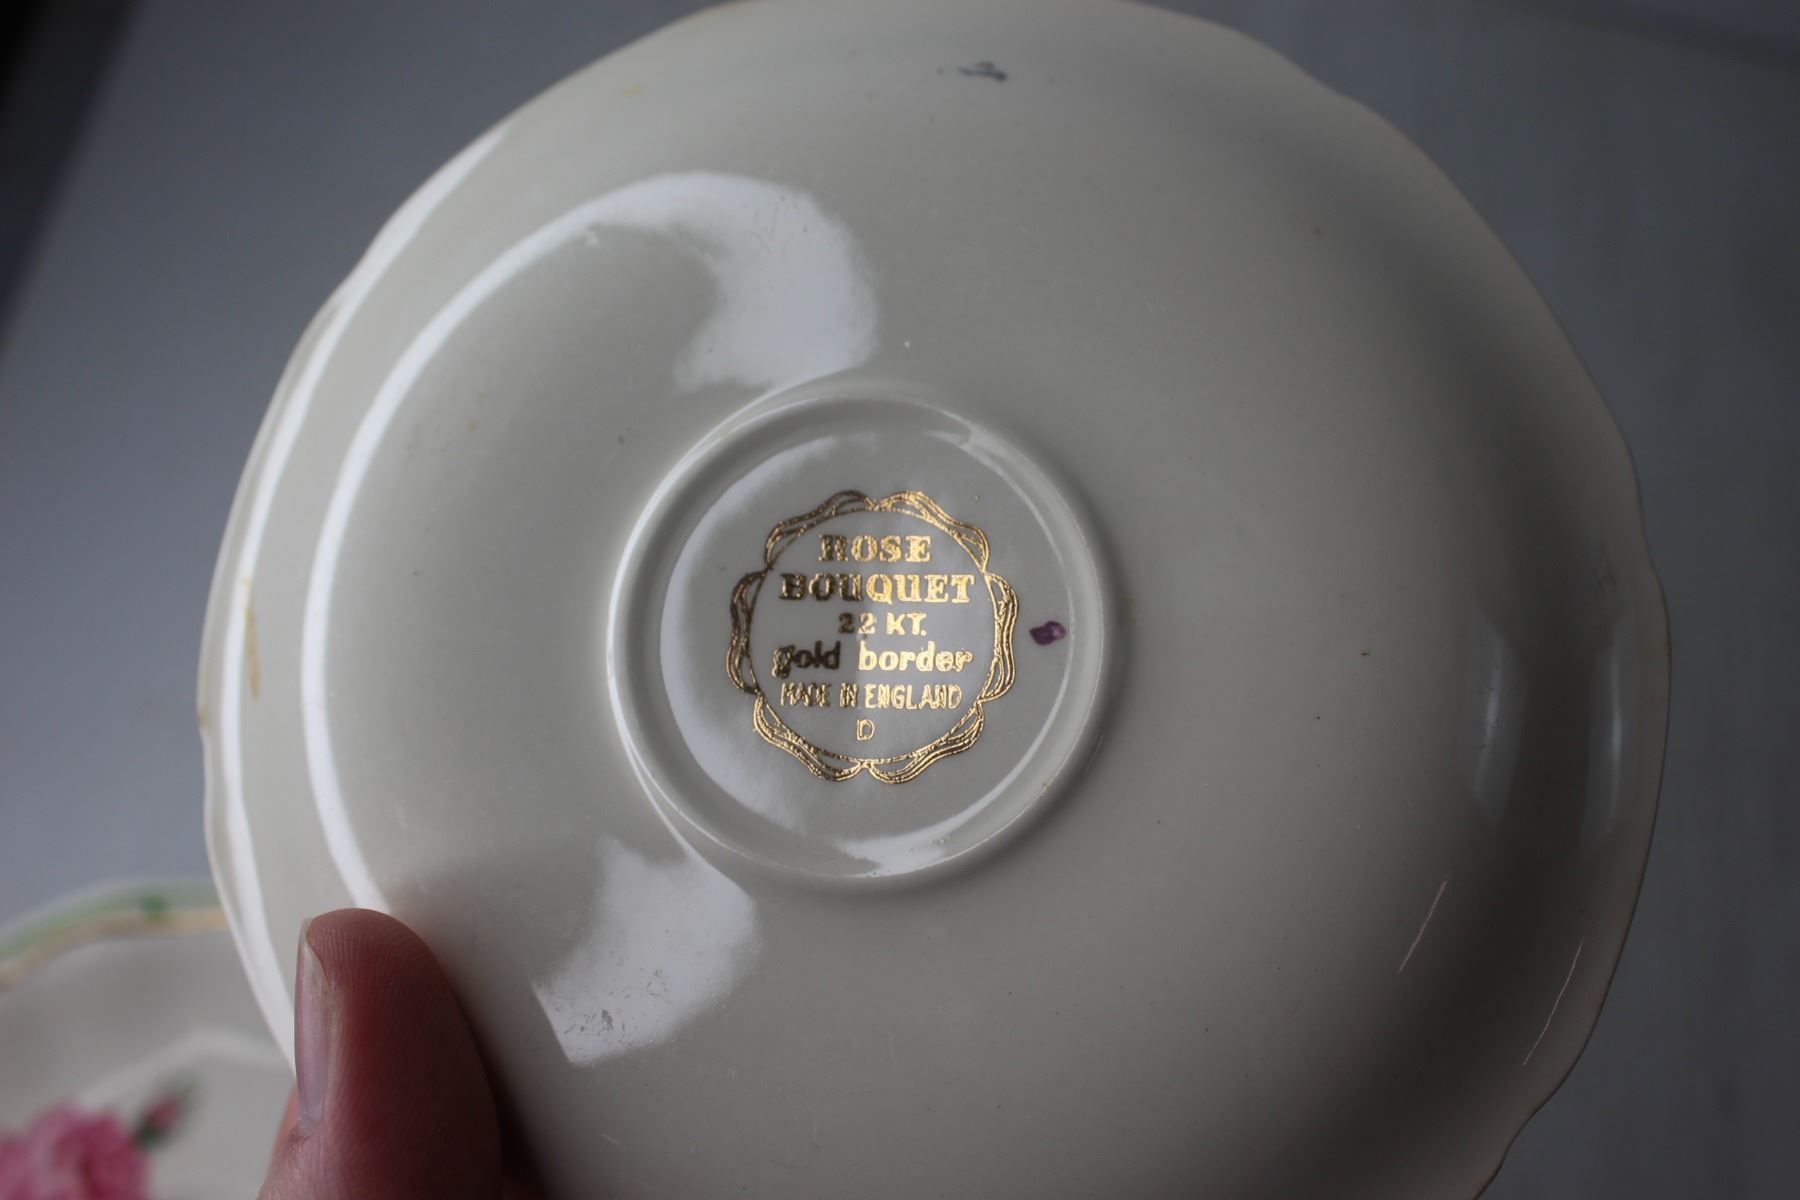 ROSE
BOUQUET
22 KT.
gold border
MADE IN ENGLAND
D